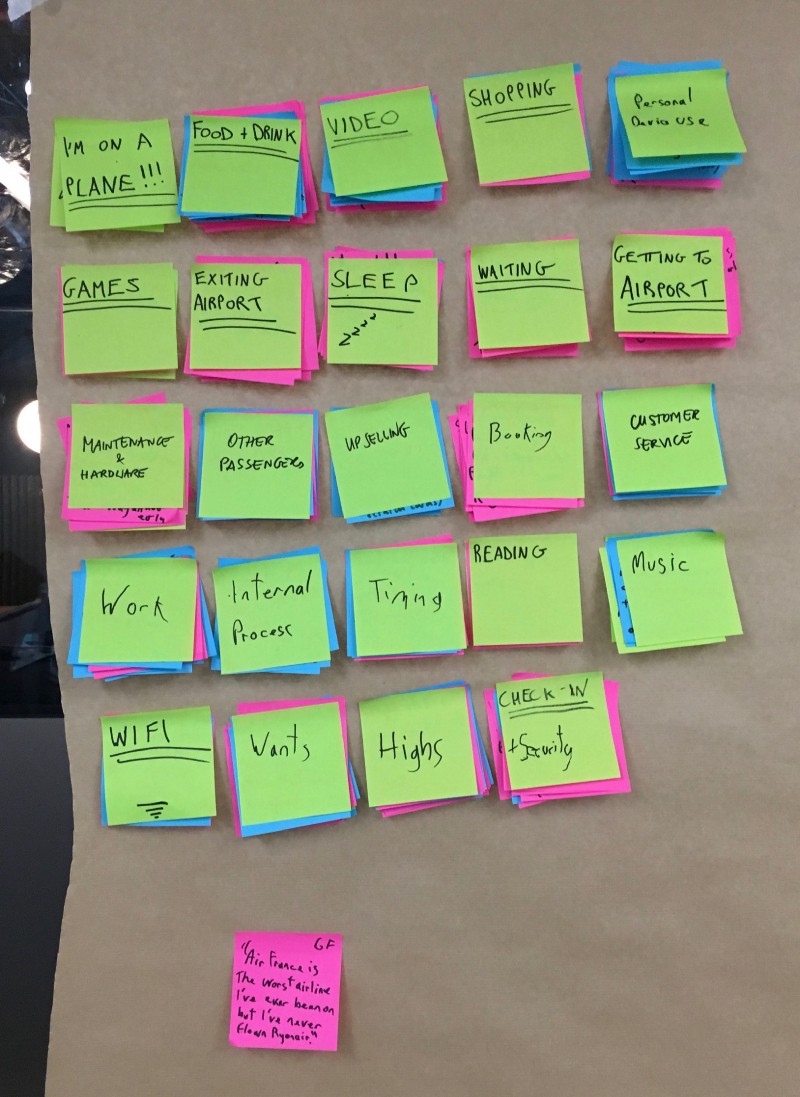 I'M ON A
PLANE!!!
FOOD + DRINK
VIDEO
SHOPPING
Personal
Device use
GAMES
EXITING
AIRPORT
SLEEP
zzzz
WAITING
GETTING TO
AIRPORT
MAINTENANCE
&
HARDWARE
OTHER
PASSENGERS
UPSELLING
Booking
CUSTOMER
SERVICE
Work
Internal
Process
Timing
READING
Music
WIFI
Wants
Highs
CHECK-IN
+ Security
GF
"Air France is
The worst airline
I've ever been on
but I've never
flown Ryanair."